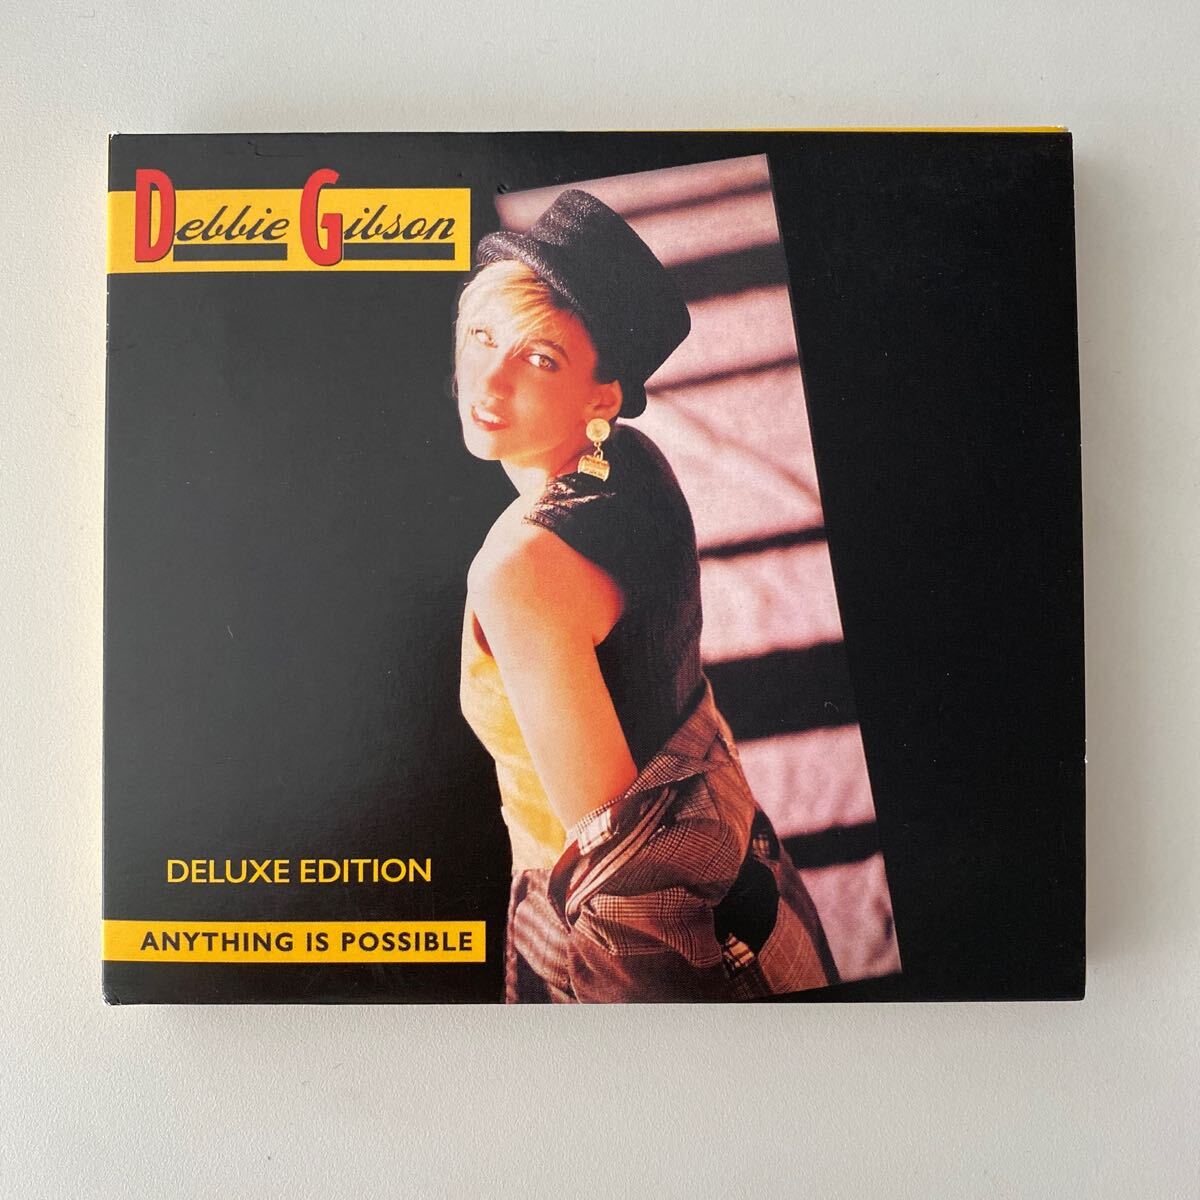 Debbie Gibson
DELUXE EDITION
ANYTHING IS POSSIBLE